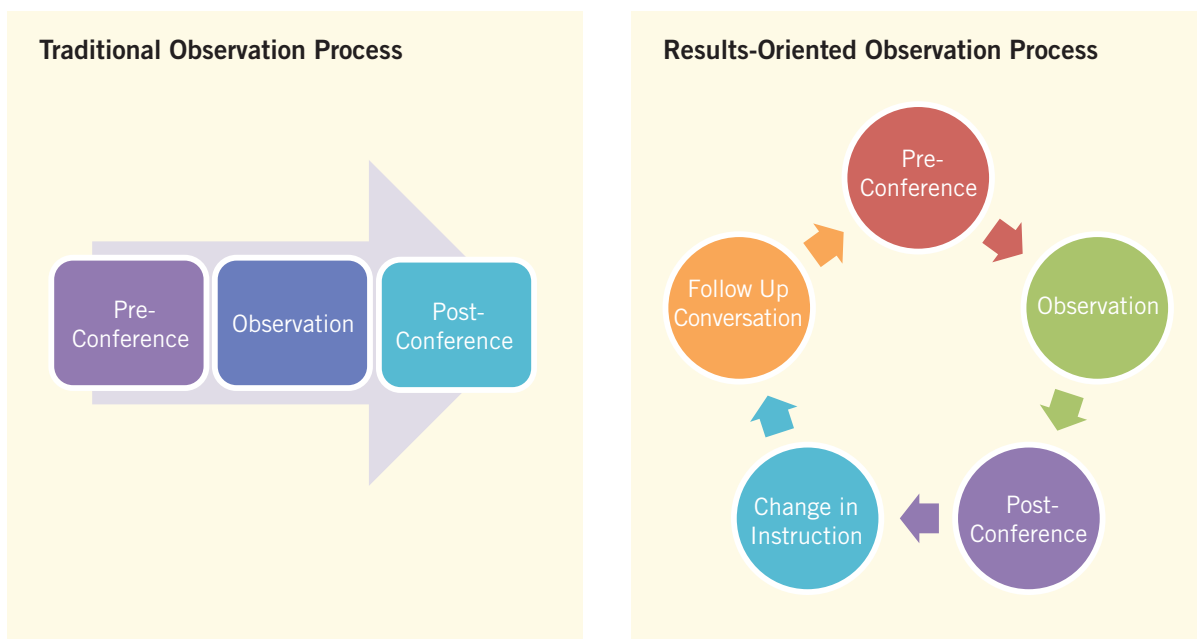 Traditional Observation Process
Pre-
Conference
Observation
Post-
Conference
Results-Oriented Observation Process
Pre-
Conference
Observation
Post-
Conference
Change in
Instruction
Follow Up
Conversation